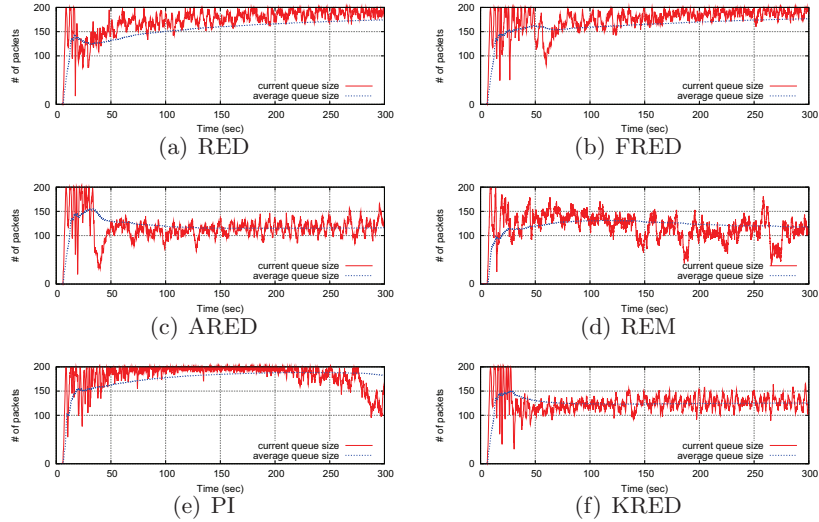 200
150
100
# of packets
current queue size
average queue size
0 50 100 150 200 250 300
Time (sec)
(a) RED
200
150
100
# of packets
current queue size
average queue size
0 50 100 150 200 250 300
Time (sec)
(b) FRED
200
150
100
# of packets
current queue size
average queue size
0 50 100 150 200 250 300
Time (sec)
(c) ARED
200
150
100
# of packets
current queue size
average queue size
0 50 100 150 200 250 300
Time (sec)
(d) REM
200
150
100
# of packets
current queue size
average queue size
0 50 100 150 200 250 300
Time (sec)
(e) PI
200
150
100
# of packets
current queue size
average queue size
0 50 100 150 200 250 300
Time (sec)
(f) KRED